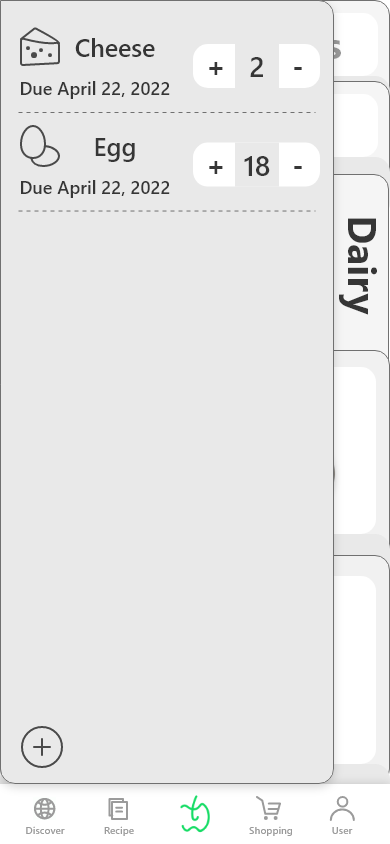 Cheese
+ 2 -
Due April 22, 2022
Egg
+ 18 -
Due April 22, 2022
Dairy
Discover
Recipe
Shopping
User